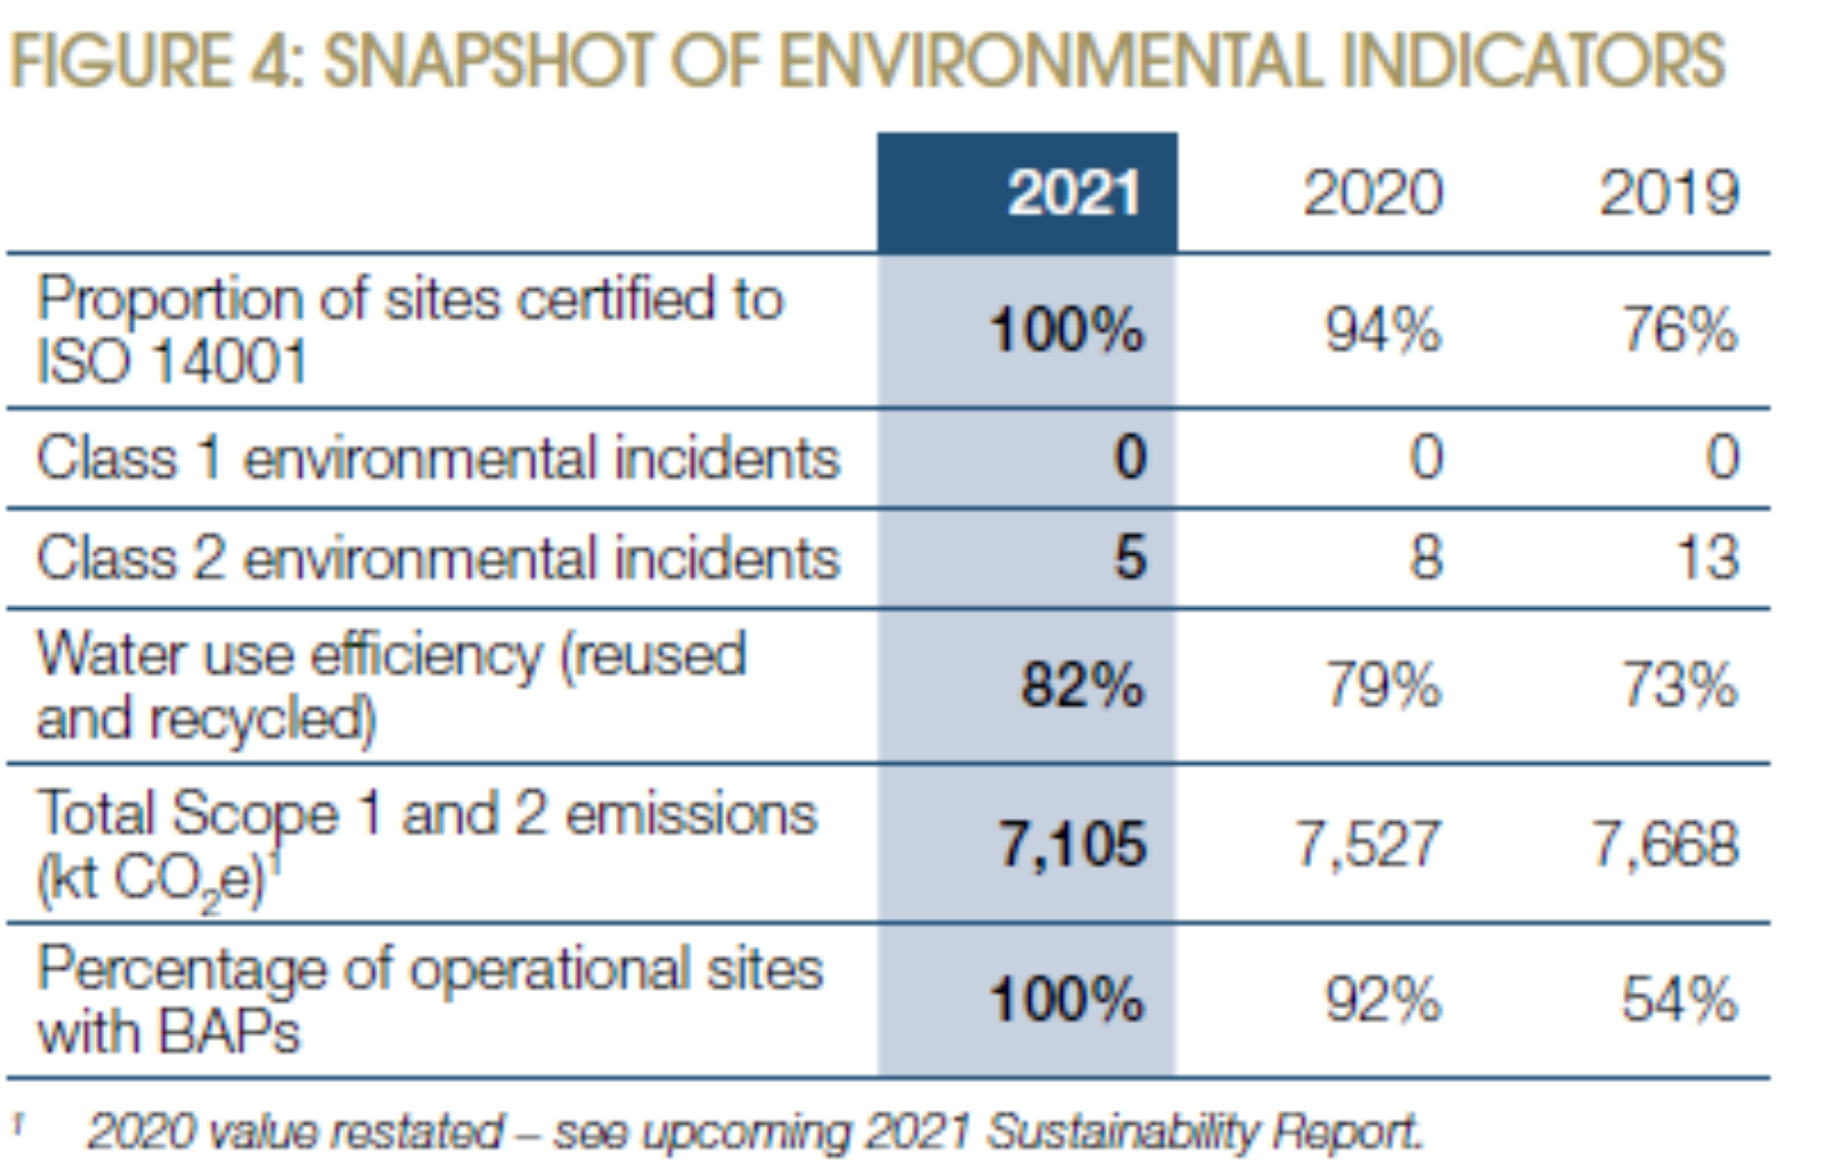 FIGURE 4: SNAPSHOT OF ENVIRONMENTAL INDICATORS
2021 2020 2019
Proportion of sites certified to
ISO 14001
100% 94% 76%
Class 1 environmental incidents 0 0 0
Class 2 environmental incidents 5 8 13
Water use efficiency (reused
and recycled)
82% 79% 73%
Total Scope 1 and 2 emissions
(kt CO₂e)¹
7,105 7,527 7,668
Percentage of operational sites
with BAPs
100% 92% 54%
¹ 2020 value restated – see upcoming 2021 Sustainability Report.